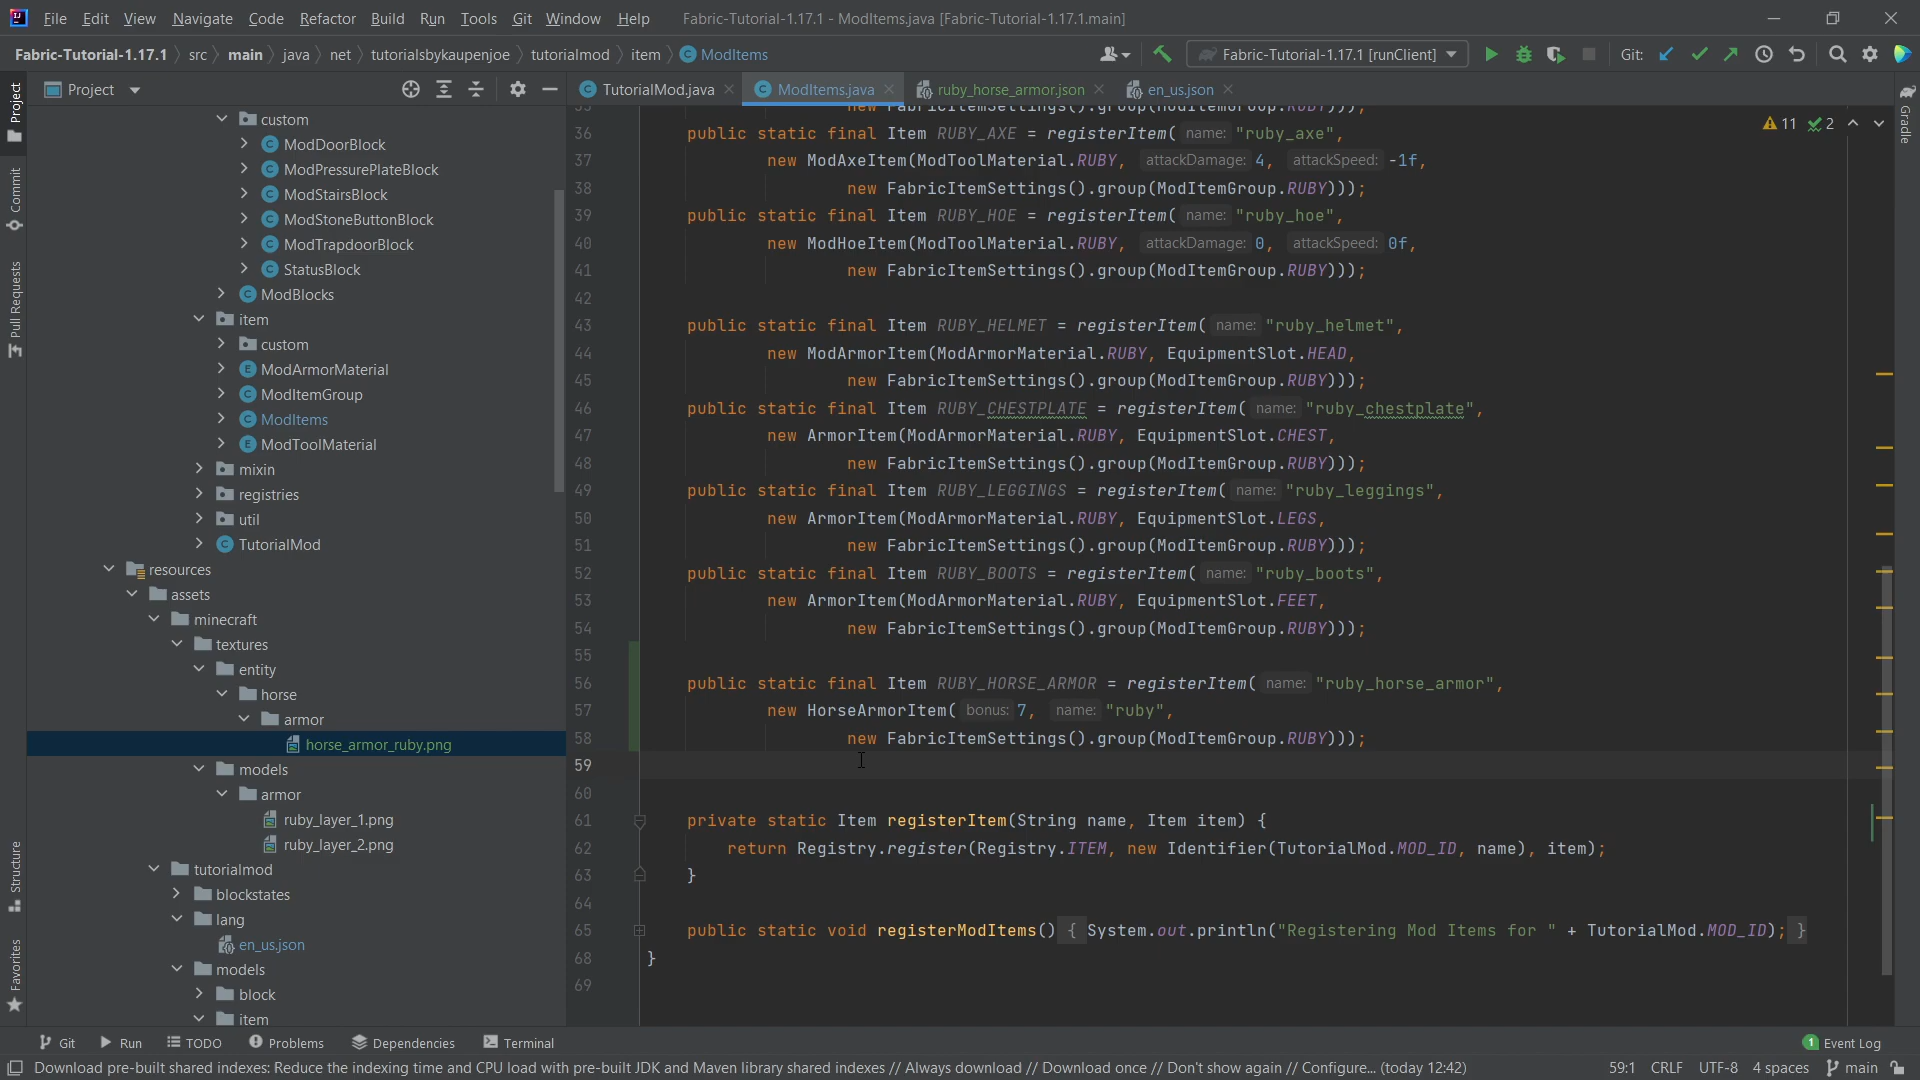 File Edit View Navigate Code Refactor Build Run Tools Git Window Help Fabric-Tutorial-1.17.1 - ModItems.java [Fabric-Tutorial-1.17.1.main]
Fabric-Tutorial-1.17.1 src main java net tutorialsbykaupenjoe tutorialmod item ModItems Fabric-Tutorial-1.17.1 [runClient] Git:
Project TutorialMod.java ModItems.java ruby_horse_armor.json en_us.json
Project
Commit
Pull Requests
Structure
Favorites
Gradle
custom
ModDoorBlock
ModPressurePlateBlock
ModStairsBlock
ModStoneButtonBlock
ModTrapdoorBlock
StatusBlock
ModBlocks
item
custom
ModArmorMaterial
ModItemGroup
ModItems
ModToolMaterial
mixin
registries
util
TutorialMod
resources
assets
minecraft
textures
entity
horse
armor
horse_armor_ruby.png
models
armor
ruby_layer_1.png
ruby_layer_2.png
tutorialmod
blockstates
lang
en_us.json
models
block
item
11 2
35 new FabricItemSettings().group(ModItemGroup.RUBY)));
36 public static final Item RUBY_AXE = registerItem( name: "ruby_axe",
37 new ModAxeItem(ModToolMaterial.RUBY, attackDamage: 4, attackSpeed: -1f,
38 new FabricItemSettings().group(ModItemGroup.RUBY)));
39 public static final Item RUBY_HOE = registerItem( name: "ruby_hoe",
40 new ModHoeItem(ModToolMaterial.RUBY, attackDamage: 0, attackSpeed: 0f,
41 new FabricItemSettings().group(ModItemGroup.RUBY)));
42
43 public static final Item RUBY_HELMET = registerItem( name: "ruby_helmet",
44 new ModArmorItem(ModArmorMaterial.RUBY, EquipmentSlot.HEAD,
45 new FabricItemSettings().group(ModItemGroup.RUBY)));
46 public static final Item RUBY_CHESTPLATE = registerItem( name: "ruby_chestplate",
47 new ArmorItem(ModArmorMaterial.RUBY, EquipmentSlot.CHEST,
48 new FabricItemSettings().group(ModItemGroup.RUBY)));
49 public static final Item RUBY_LEGGINGS = registerItem( name: "ruby_leggings",
50 new ArmorItem(ModArmorMaterial.RUBY, EquipmentSlot.LEGS,
51 new FabricItemSettings().group(ModItemGroup.RUBY)));
52 public static final Item RUBY_BOOTS = registerItem( name: "ruby_boots",
53 new ArmorItem(ModArmorMaterial.RUBY, EquipmentSlot.FEET,
54 new FabricItemSettings().group(ModItemGroup.RUBY)));
55
56 public static final Item RUBY_HORSE_ARMOR = registerItem( name: "ruby_horse_armor",
57 new HorseArmorItem( bonus: 7, name: "ruby",
58 new FabricItemSettings().group(ModItemGroup.RUBY)));
59
60
61 private static Item registerItem(String name, Item item) {
62 return Registry.register(Registry.ITEM, new Identifier(TutorialMod.MOD_ID, name), item);
63 }
64
65 public static void registerModItems() { System.out.println("Registering Mod Items for " + TutorialMod.MOD_ID); }
68 }
69
Git Run TODO Problems Dependencies Terminal 1 Event Log
Download pre-built shared indexes: Reduce the indexing time and CPU load with pre-built JDK and Maven library shared indexes // Always download // Download once // Don't show again // Configure... (today 12:42) 59:1 CRLF UTF-8 4 spaces main